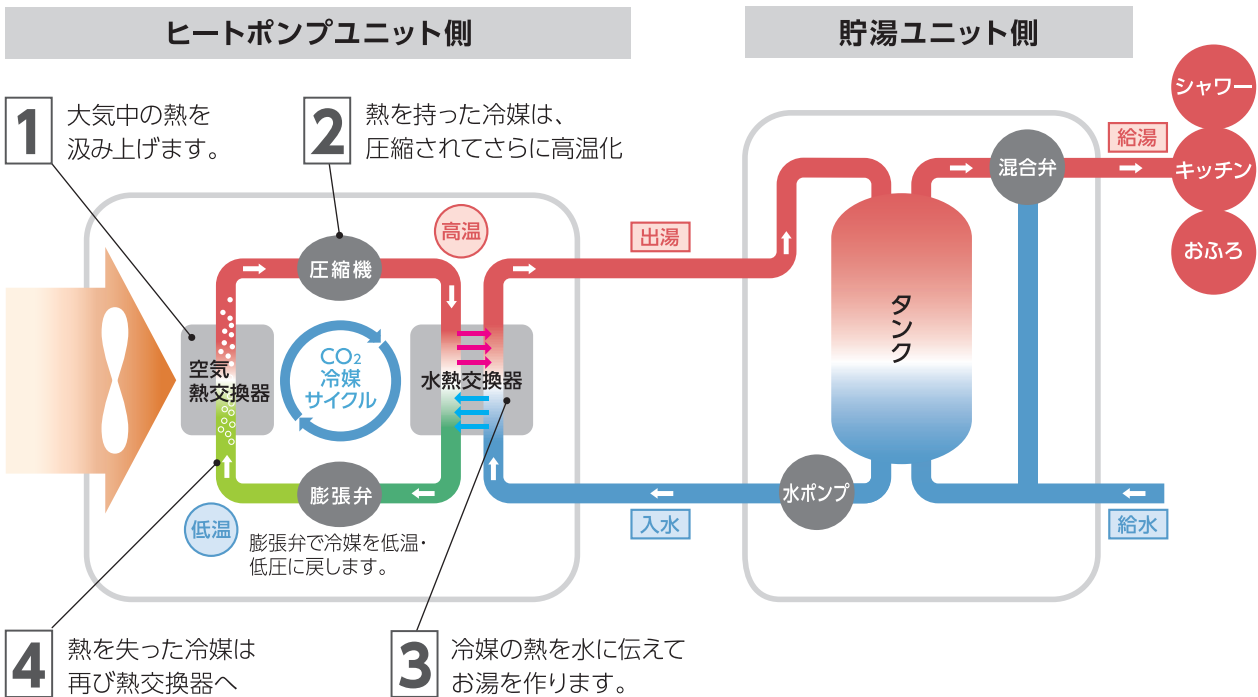 ヒートポンプユニット側
貯湯ユニット側
1
大気中の熱を
汲み上げます。
2
熱を持った冷媒は、
圧縮されてさらに高温化
シャワー
キッチン
おふろ
給湯
混合弁
高温
出湯
圧縮機
タンク
空気
熱交換器
CO₂
冷媒
サイクル
水熱交換器
膨張弁
水ポンプ
低温
入水
給水
膨張弁で冷媒を低温・
低圧に戻します。
4
熱を失った冷媒は
再び熱交換器へ
3
冷媒の熱を水に伝えて
お湯を作ります。